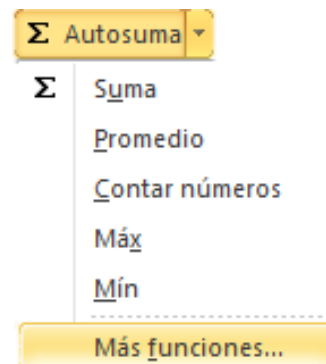 Σ Autosuma
Σ Suma
Promedio
Contar números
Máx
Mín
Más funciones...